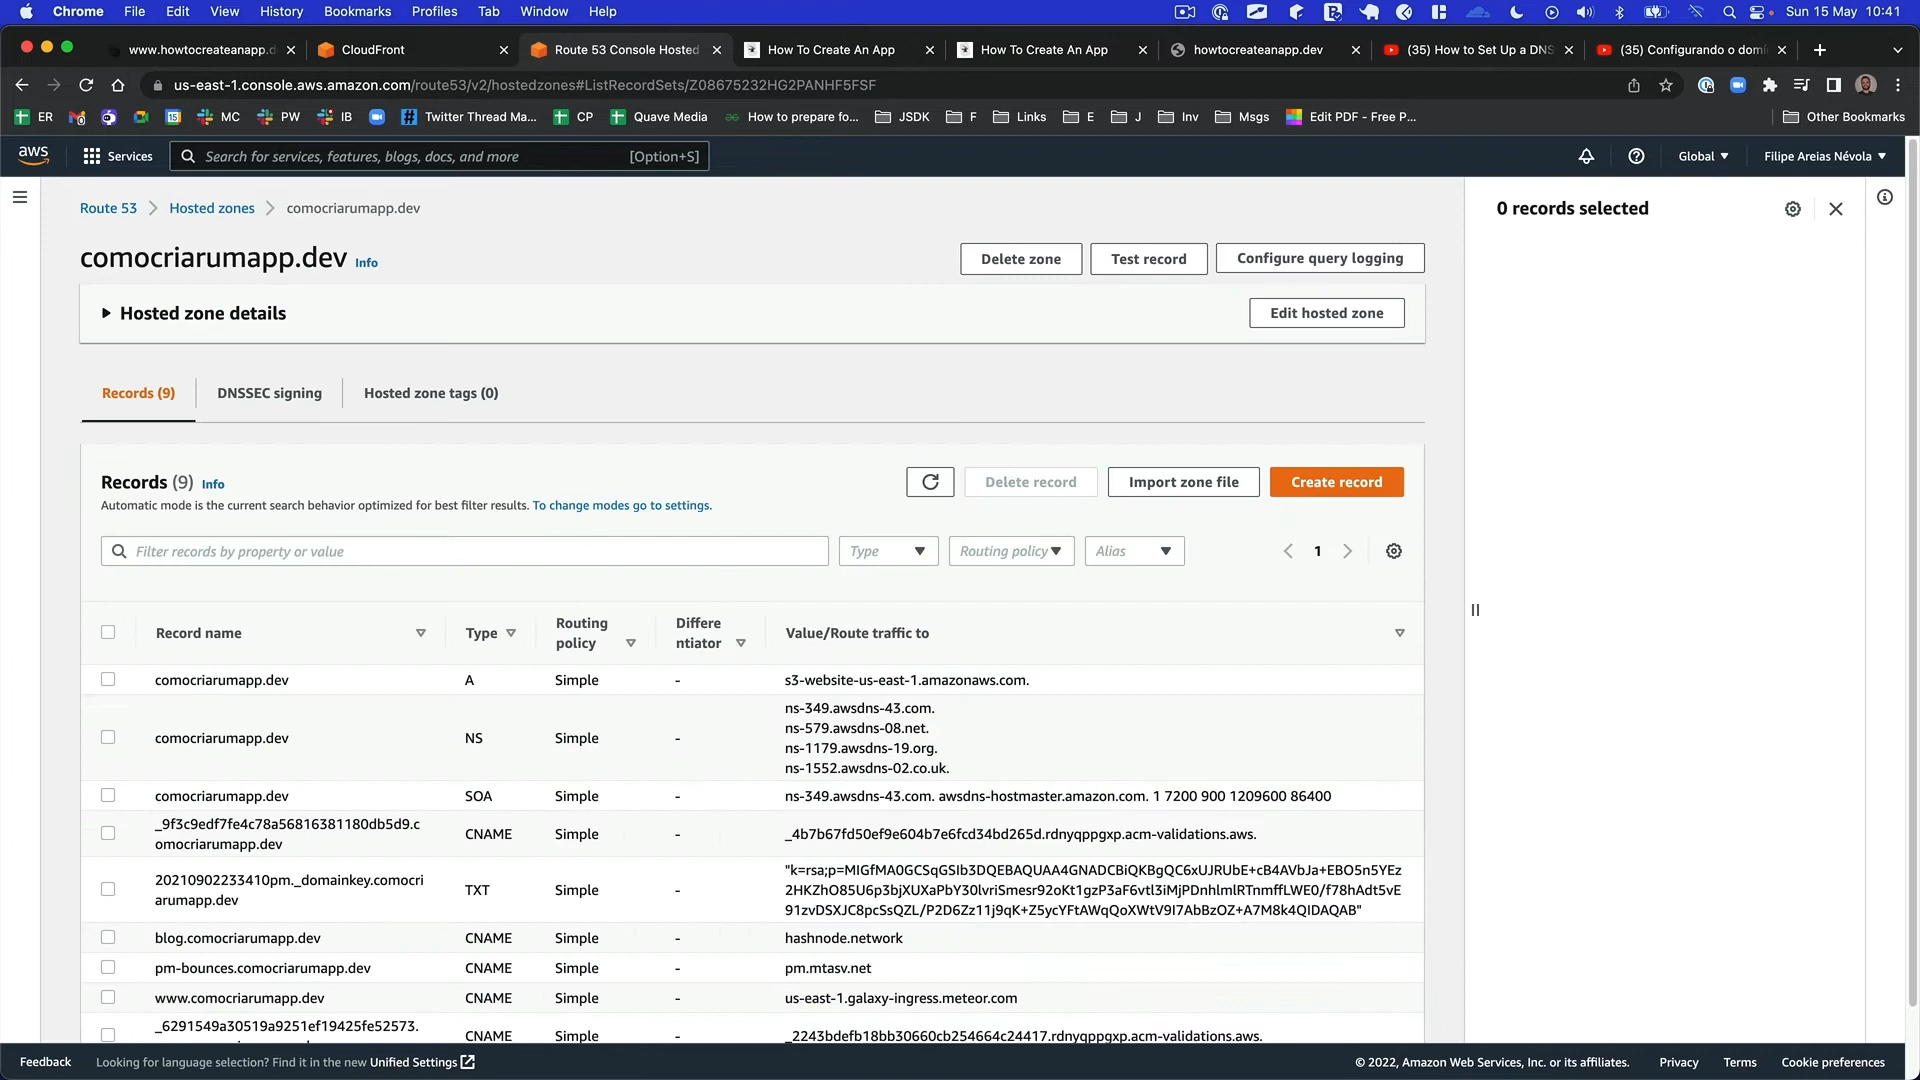 Chrome File Edit View History Bookmarks Profiles Tab Window Help Sun 15 May 10:41
www.howtocreateanapp.d CloudFront Route 53 Console Hosted How To Create An App How To Create An App howtocreateanapp.dev (35) How to Set Up a DNS (35) Configurando o domí
us-east-1.console.aws.amazon.com/route53/v2/hostedzones#ListRecordSets/Z08675232HG2PANHF5FSF
ER MC PW IB Twitter Thread Ma... CP Quave Media How to prepare fo... JSDK F Links E J Inv Msgs Edit PDF - Free P... Other Bookmarks
aws Services Search for services, features, blogs, docs, and more [Option+S] Global Filipe Areias Névola
Route 53 Hosted zones comocriarumapp.dev
0 records selected
comocriarumapp.dev Info
Delete zone Test record Configure query logging
Hosted zone details
Edit hosted zone
Records (9) DNSSEC signing Hosted zone tags (0)
Records (9) Info
Delete record Import zone file Create record
Automatic mode is the current search behavior optimized for best filter results. To change modes go to settings.
Filter records by property or value Type Routing policy Alias 1
Record name Type Routing policy Differentiator Value/Route traffic to
comocriarumapp.dev A Simple - s3-website-us-east-1.amazonaws.com.
comocriarumapp.dev NS Simple - ns-349.awsdns-43.com.
ns-579.awsdns-08.net.
ns-1179.awsdns-19.org.
ns-1552.awsdns-02.co.uk.
comocriarumapp.dev SOA Simple - ns-349.awsdns-43.com. awsdns-hostmaster.amazon.com. 1 7200 900 1209600 86400
_9f3c9edf7fe4c78a56816381180db5d9.c
omocriarumapp.dev CNAME Simple - _4b7b67fd50ef9e604b7e6fcd34bd265d.rdnyqppgxp.acm-validations.aws.
20210902233410pm._domainkey.comocri
arumapp.dev TXT Simple - "k=rsa;p=MIGfMA0GCSqGSIb3DQEBAQUAA4GNADCBiQKBgQC6xUJRUbE+cB4AVbJa+EBO5n5YEz
2HKZhO85U6p3bjXUXaPbY30lvriSmesr92oKt1gzP3aF6vtl3iMjPDnhlmlRTnmffLWE0/f78hAdt5vE
91zvDSXJC8pcSsQZL/P2D6Zz11j9qK+Z5ycYFtAWqQoXWtV9I7AbBzOZ+A7M8k4QIDAQAB"
blog.comocriarumapp.dev CNAME Simple - hashnode.network
pm-bounces.comocriarumapp.dev CNAME Simple - pm.mtasv.net
www.comocriarumapp.dev CNAME Simple - us-east-1.galaxy-ingress.meteor.com
_6291549a30519a9251ef19425fe52573. CNAME Simple - _2243bdefb18bb30660cb254664c24417.rdnyqppgxp.acm-validations.aws.
Feedback Looking for language selection? Find it in the new Unified Settings © 2022, Amazon Web Services, Inc. or its affiliates. Privacy Terms Cookie preferences